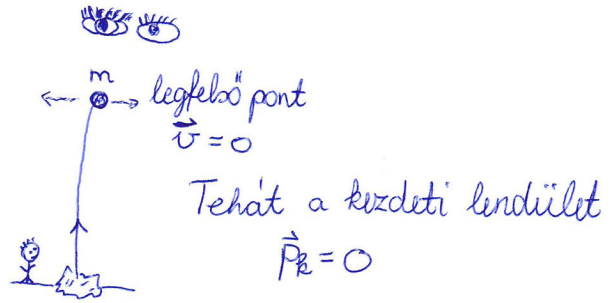 m
legfelső pont
v⃗ = 0
Tehát a kezdeti lendület
p⃗k = 0